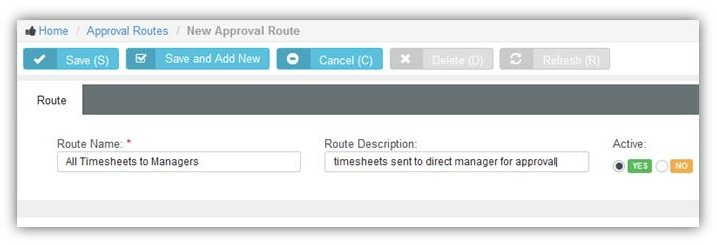 Home / Approval Routes / New Approval Route
Save (S) Save and Add New Cancel (C) Delete (D) Refresh (R)
Route
Route Name: * Route Description: Active:
All Timesheets to Managers timesheets sent to direct manager for approval YES NO